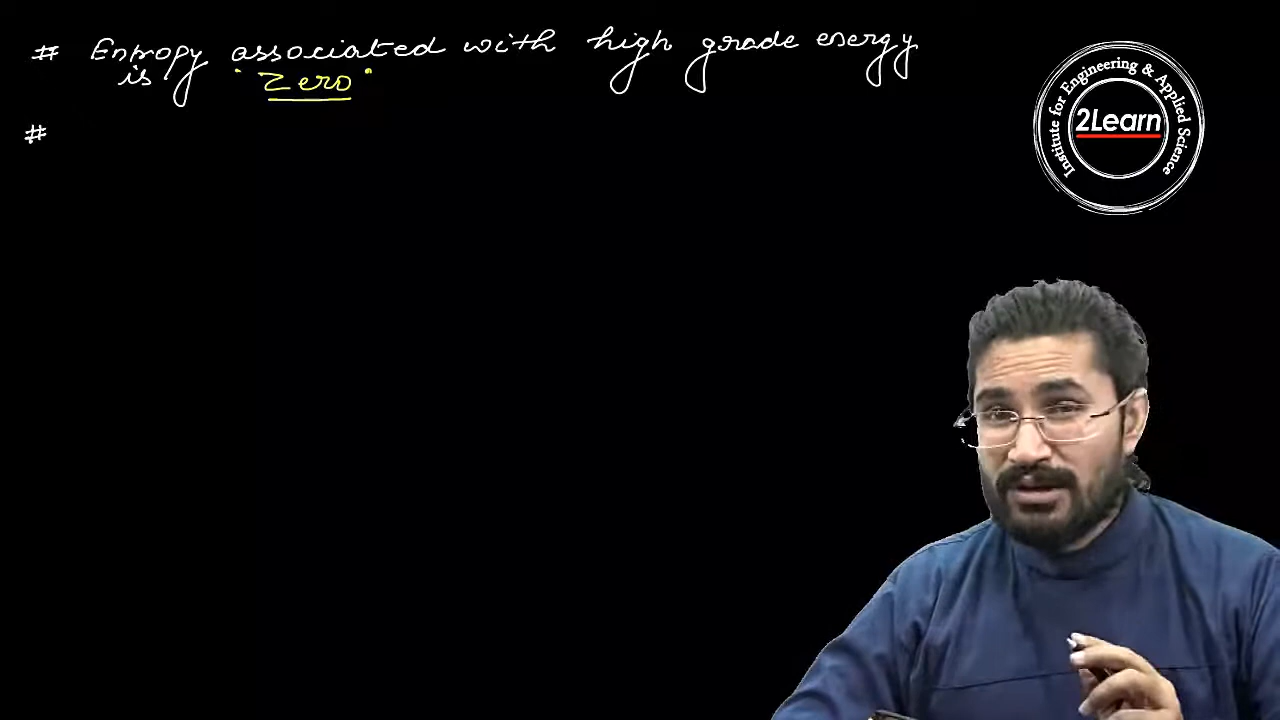 # Entropy associated with high grade energy
is "Zero"
#
Institute for Engineering & Applied Science
2Learn